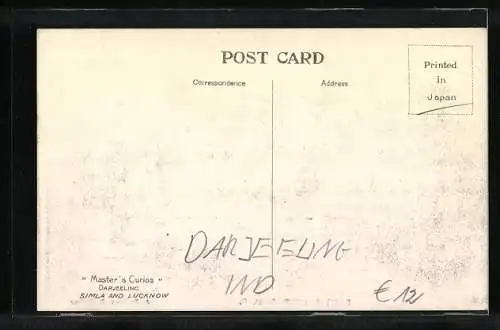 POST CARD
Correspondence
Address
Printed
in
Japan
DARJEELING
IND
€12
" Master's Curios "
DARJEELING
SIMLA AND LUCKNOW